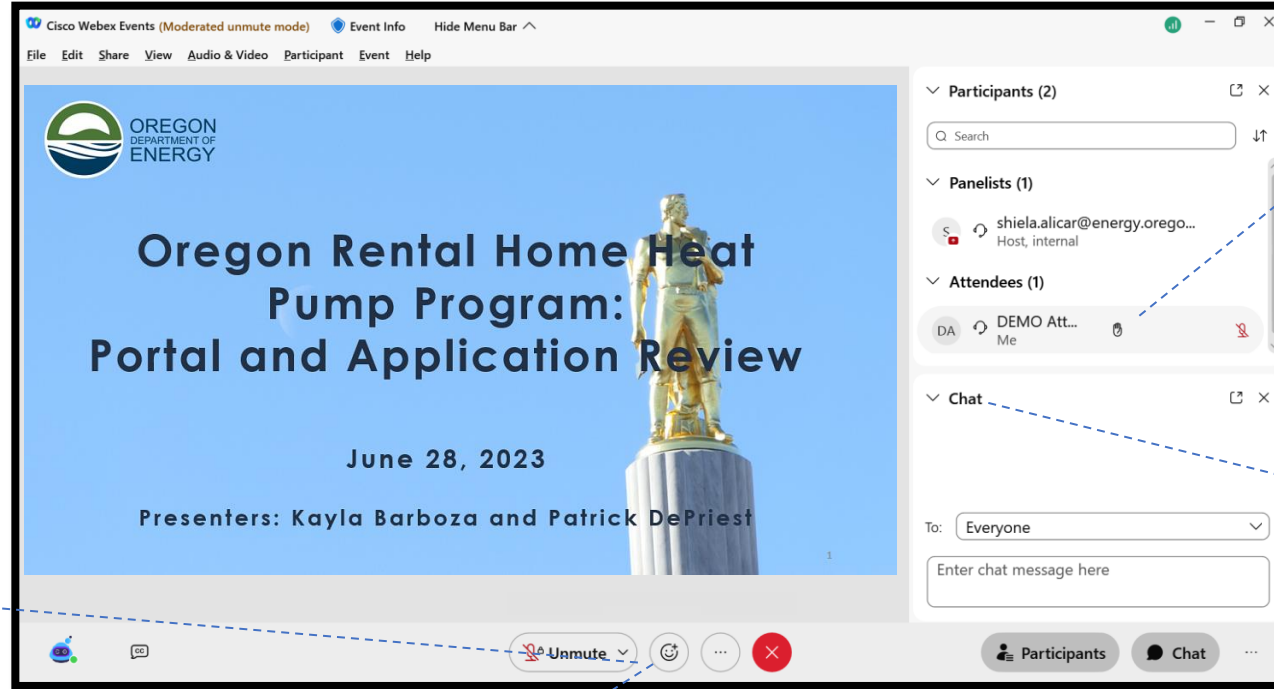 Cisco Webex Events (Moderated unmute mode) Event Info Hide Menu Bar
File Edit Share View Audio & Video Participant Event Help
OREGON
DEPARTMENT OF
ENERGY
Oregon Rental Home Heat
Pump Program:
Portal and Application Review
June 28, 2023
Presenters: Kayla Barboza and Patrick DePriest
1
Participants (2)
Search
Panelists (1)
S
shiela.alicar@energy.orego...
Host, internal
Attendees (1)
DA
DEMO Att...
Me
Chat
To: Everyone
Enter chat message here
CC
Unmute
Participants
Chat